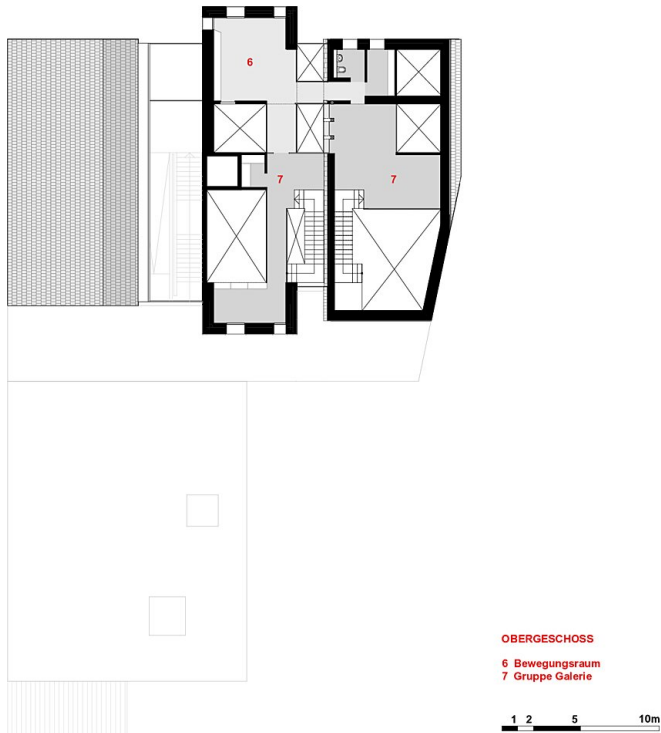 6
7
7
OBERGESCHOSS
6 Bewegungsraum
7 Gruppe Galerie
1 2 5 10m